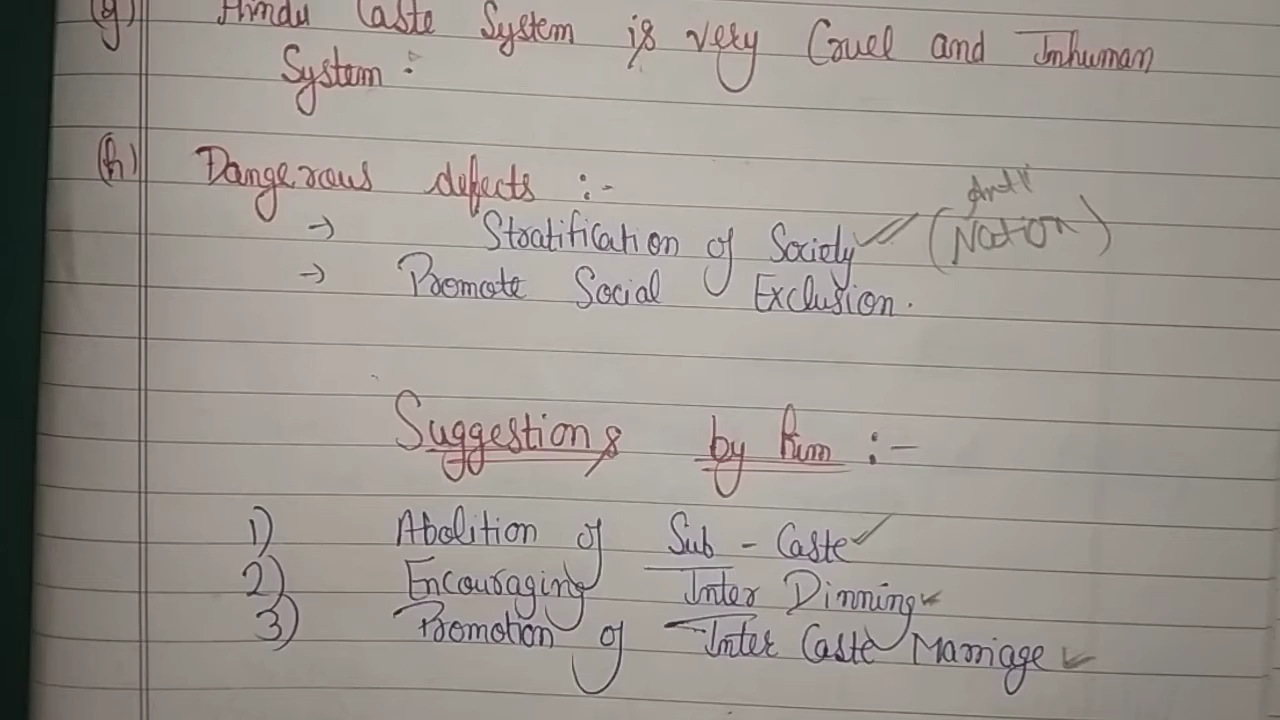 (g) Hindu Caste System is very Cruel and Inhuman
System :
(h) Dangerous defects :-
Anti
→ Stratification of Society (Nation)
→ Promote Social Exclusion.
Suggestions by him :-
1) Abolition of Sub - Caste
2) Encouraging Inter Dinning
3) Promotion of Inter Caste Marriage